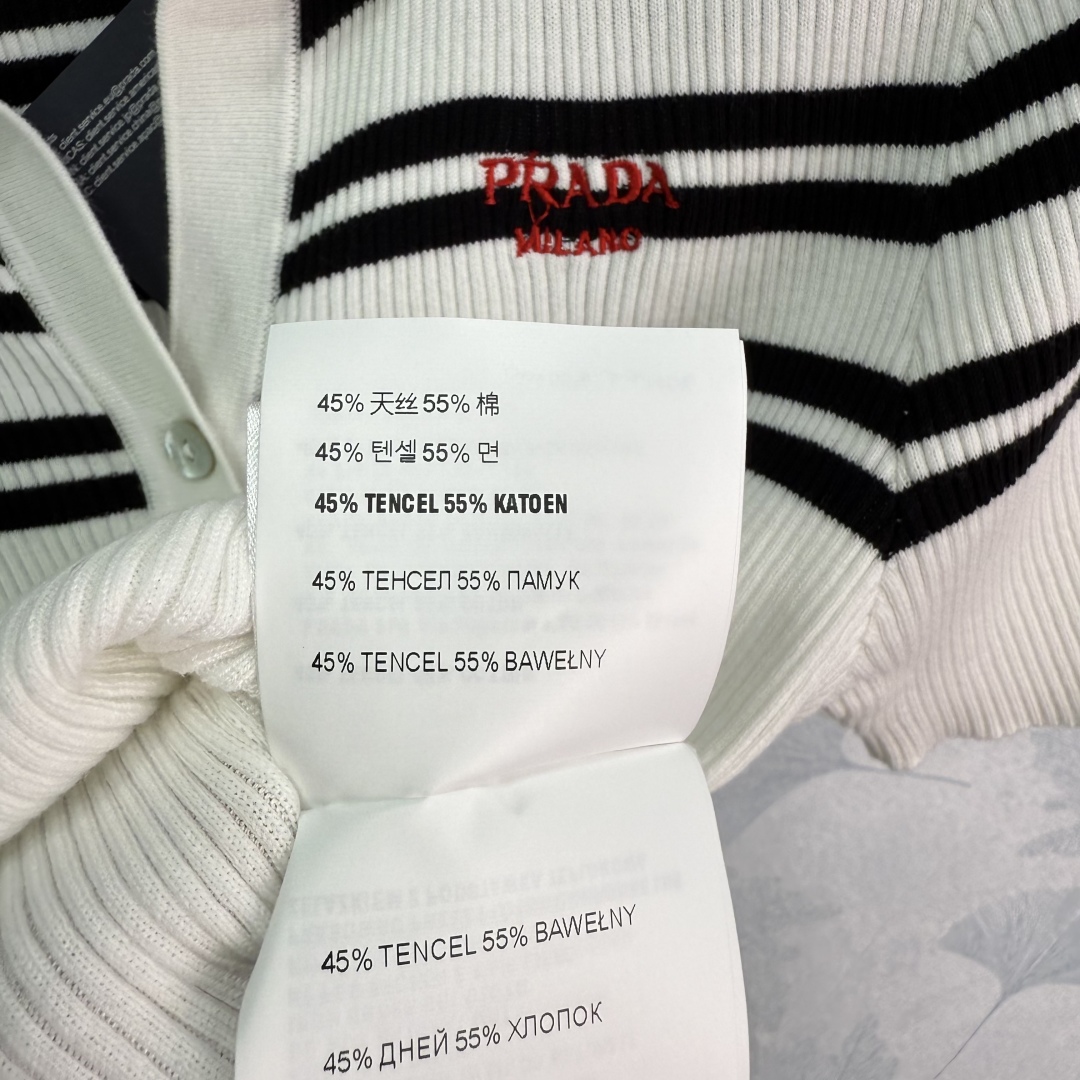 PRADA
MILANO
45% 天丝 55% 棉
45% 텐셀 55% 면
45% TENCEL 55% KATOEN
45% ТЕНСЕЛ 55% ПАМУК
45% TENCEL 55% BAWEŁNY
45% TENCEL 55% BAWEŁNY
45% ДНЕЙ 55% ХЛОПОК